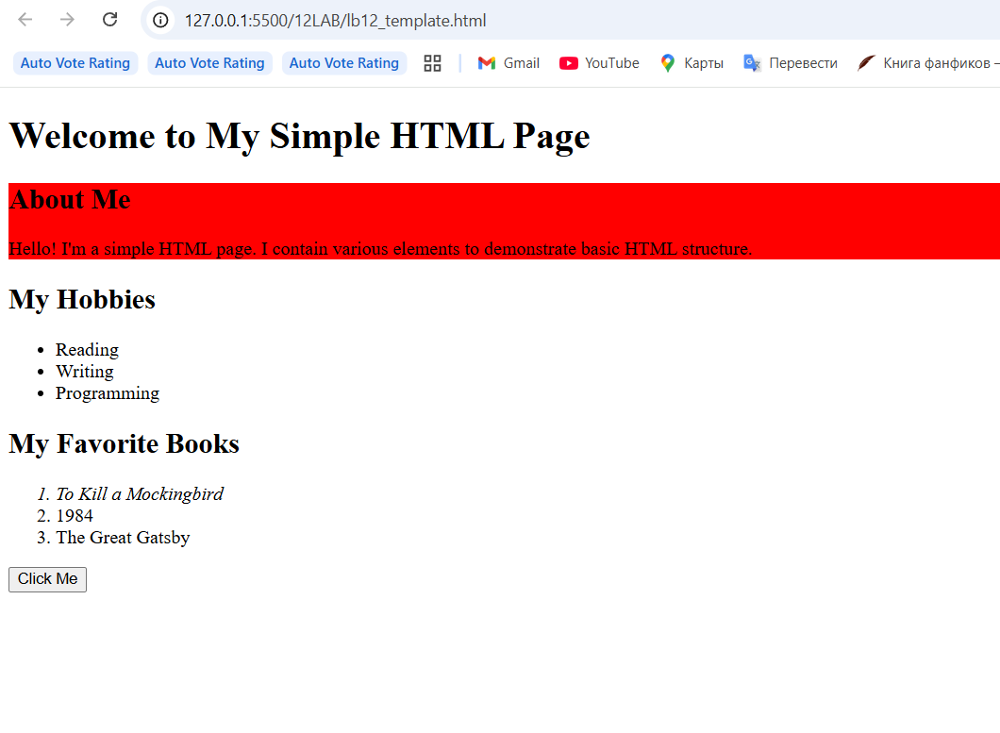 127.0.0.1:5500/12LAB/lb12_template.html
Auto Vote Rating Auto Vote Rating Auto Vote Rating Gmail YouTube Карты Перевести Книга фанфиков –
Welcome to My Simple HTML Page
About Me
Hello! I'm a simple HTML page. I contain various elements to demonstrate basic HTML structure.
My Hobbies
• Reading
• Writing
• Programming
My Favorite Books
1. To Kill a Mockingbird
2. 1984
3. The Great Gatsby
Click Me